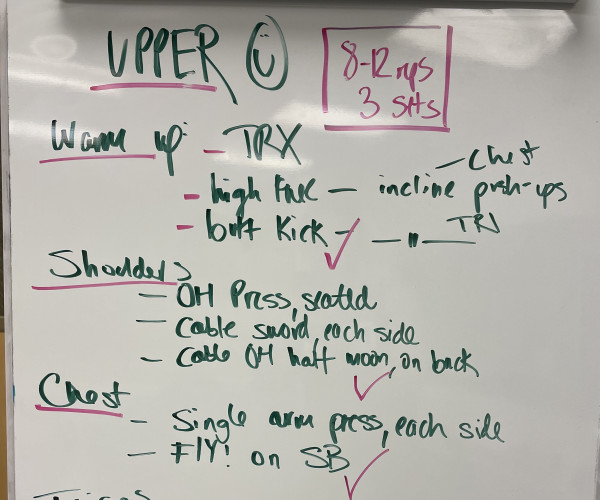 UPPER
8-12 reps
3 sets
Warm up: - TRX
- high knee - incline push-ups - Chest
- butt kick - — " — TRI
Shoulders
- OH Press, seated
- Cable sword, each side
- Cable OH half moon, on back
Chest
- Single arm press, each side
- FlY! on SB